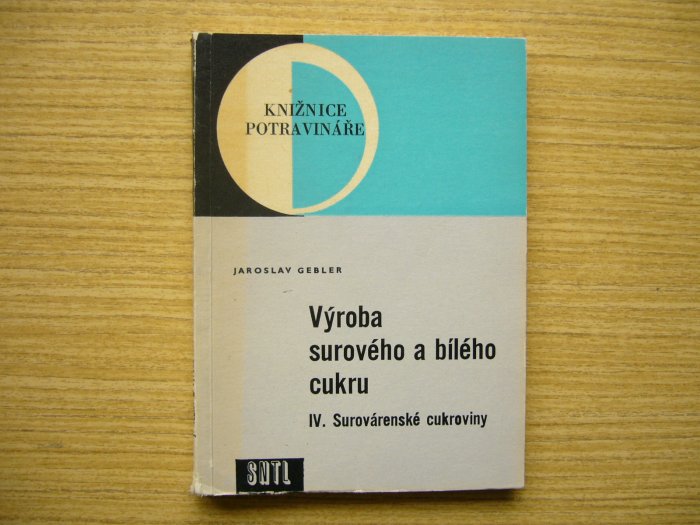 KNIŽNICE
POTRAVINÁŘE
JAROSLAV GEBLER
Výroba
surového a bílého
cukru
IV. Surovárenské cukroviny
SNTL